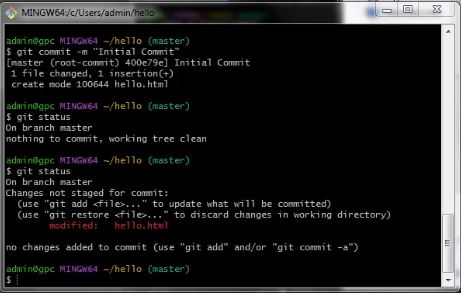 MINGW64:/c/Users/admin/hello
admin@gpc MINGW64 ~/hello (master)
$ git commit -m "Initial Commit"
[master (root-commit) 400e79e] Initial Commit
 1 file changed, 1 insertion(+)
 create mode 100644 hello.html
admin@gpc MINGW64 ~/hello (master)
$ git status
On branch master
nothing to commit, working tree clean
admin@gpc MINGW64 ~/hello (master)
$ git status
On branch master
Changes not staged for commit:
  (use "git add <file>..." to update what will be committed)
  (use "git restore <file>..." to discard changes in working directory)
        modified:   hello.html
no changes added to commit (use "git add" and/or "git commit -a")
admin@gpc MINGW64 ~/hello (master)
$